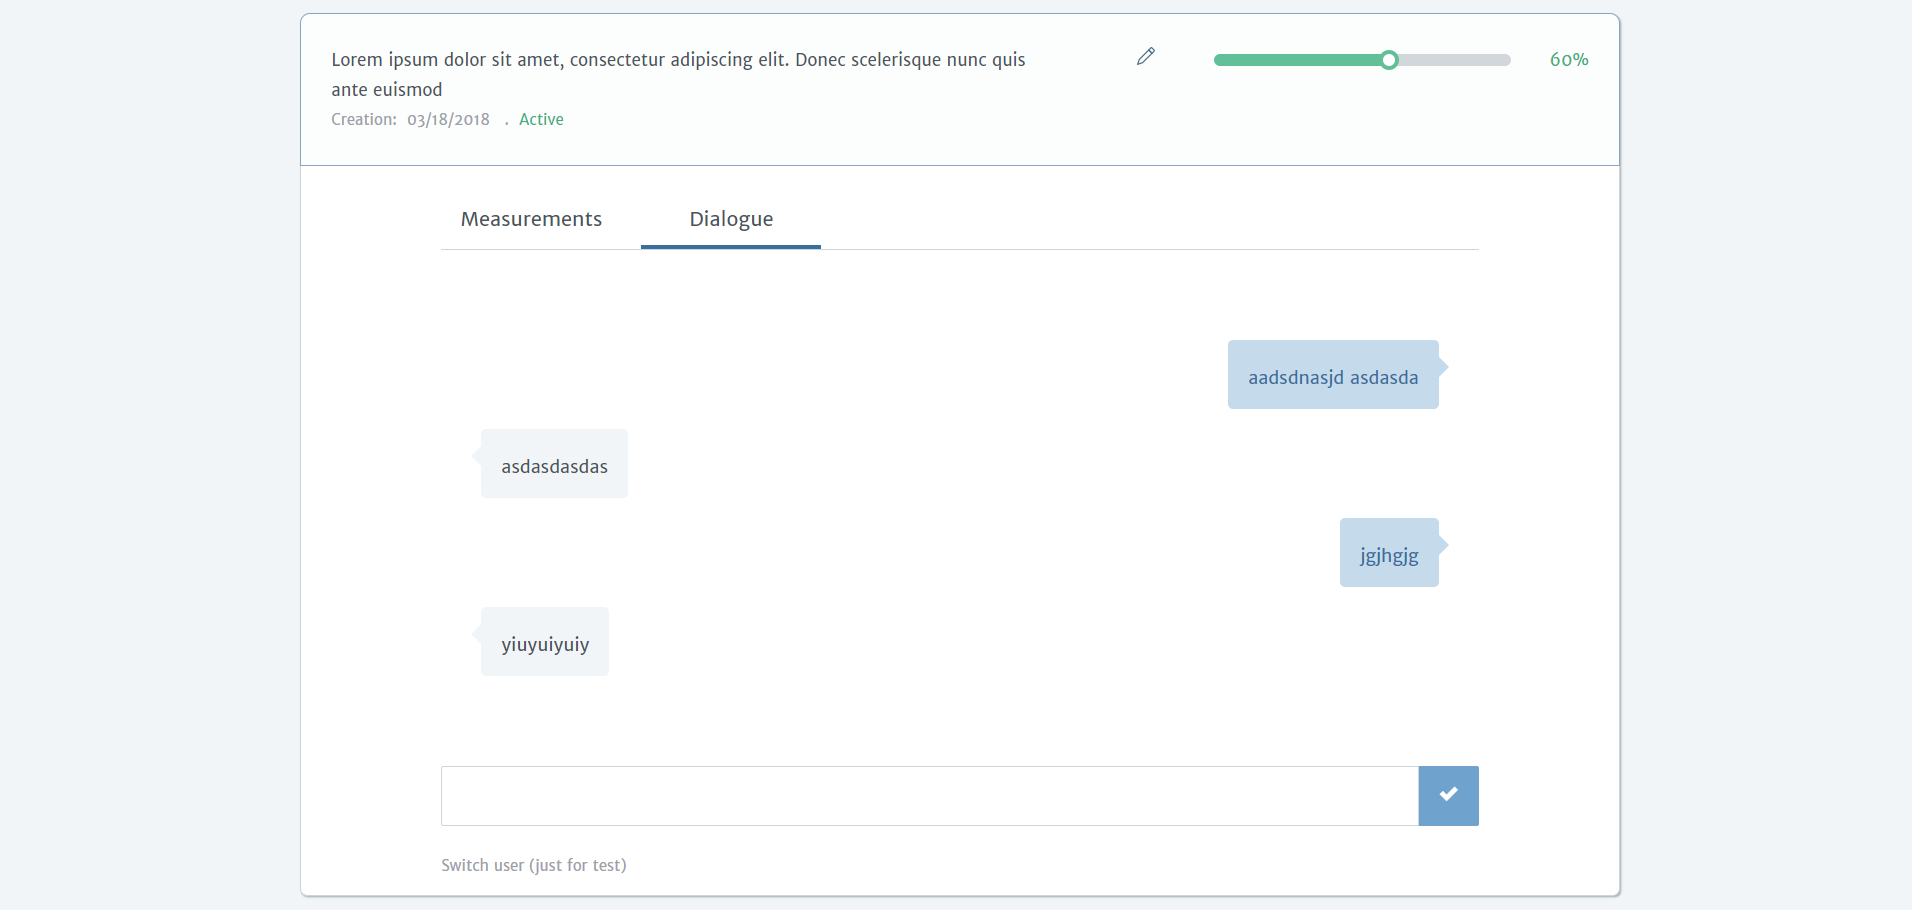 Lorem ipsum dolor sit amet, consectetur adipiscing elit. Donec scelerisque nunc quis
ante euismod
Creation: 03/18/2018 . Active
60%
Measurements Dialogue
aadsdnasjd asdasda
asdasdasdas
jgjhgjg
yiuyuiyuiy
Switch user (just for test)